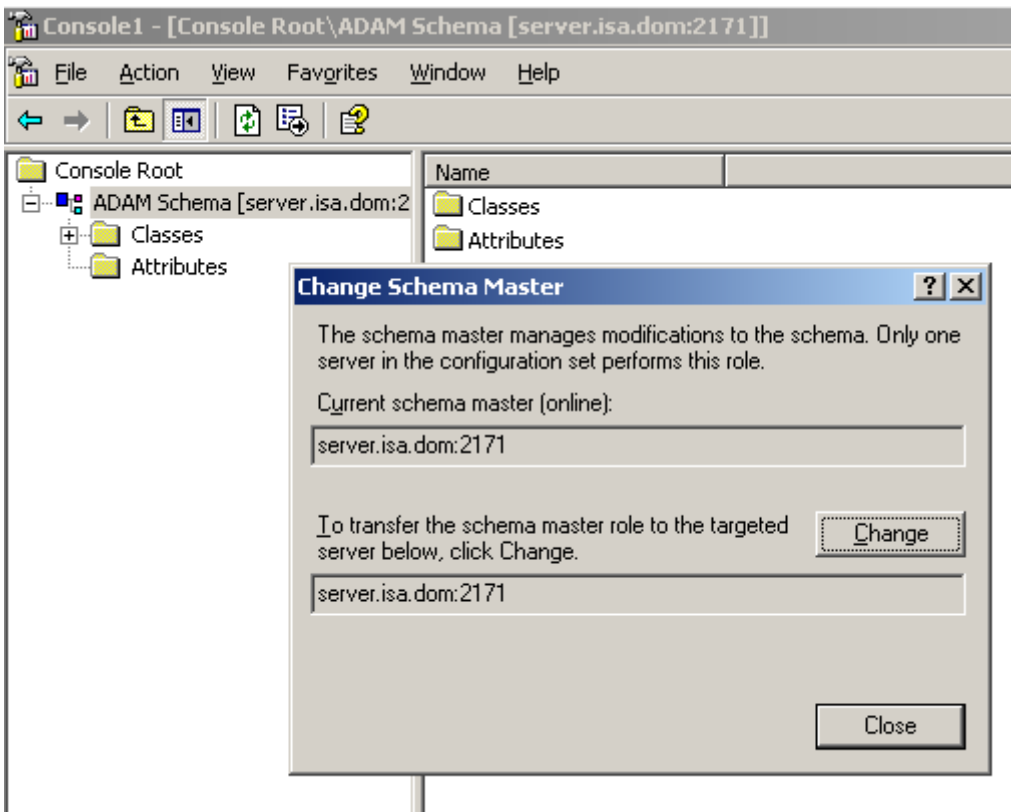 Console1 - [Console Root\ADAM Schema [server.isa.dom:2171]]
File Action View Favorites Window Help
Console Root
ADAM Schema [server.isa.dom:2
Classes
Attributes
Name
Classes
Attributes
Change Schema Master
The schema master manages modifications to the schema. Only one
server in the configuration set performs this role.
Current schema master (online):
server.isa.dom:2171
To transfer the schema master role to the targeted
server below, click Change.
Change
server.isa.dom:2171
Close